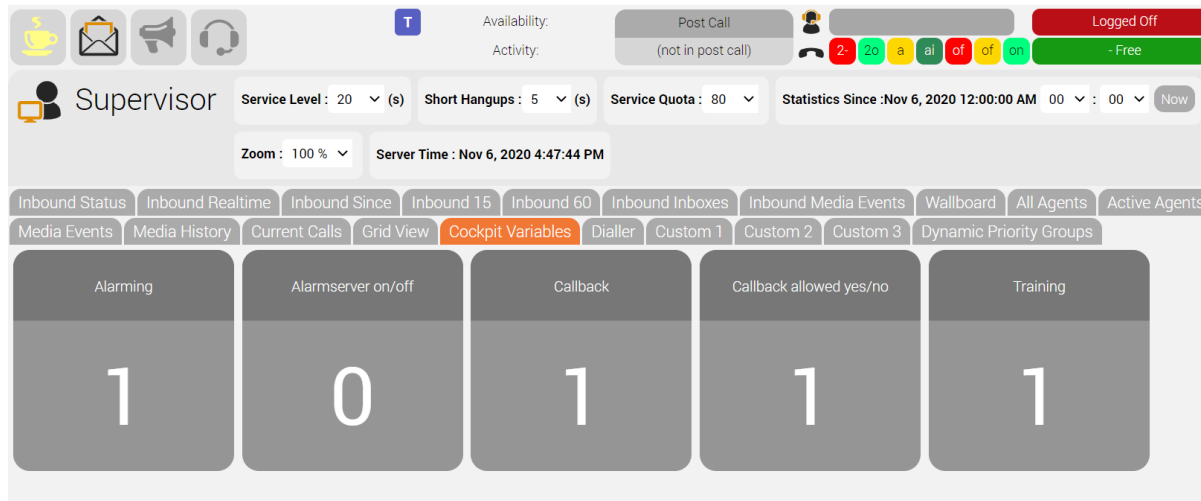 T Availability: Post Call Logged Off
Activity: (not in post call) 2- 2o a ai of of on - Free
Supervisor Service Level : 20 (s) Short Hangups : 5 (s) Service Quota : 80 Statistics Since :Nov 6, 2020 12:00:00 AM 00 : 00 Now
Zoom : 100 % Server Time : Nov 6, 2020 4:47:44 PM
Inbound Status Inbound Realtime Inbound Since Inbound 15 Inbound 60 Inbound Inboxes Inbound Media Events Wallboard All Agents Active Agents
Media Events Media History Current Calls Grid View Cockpit Variables Dialler Custom 1 Custom 2 Custom 3 Dynamic Priority Groups
Alarming Alarmserver on/off Callback Callback allowed yes/no Training
1 0 1 1 1